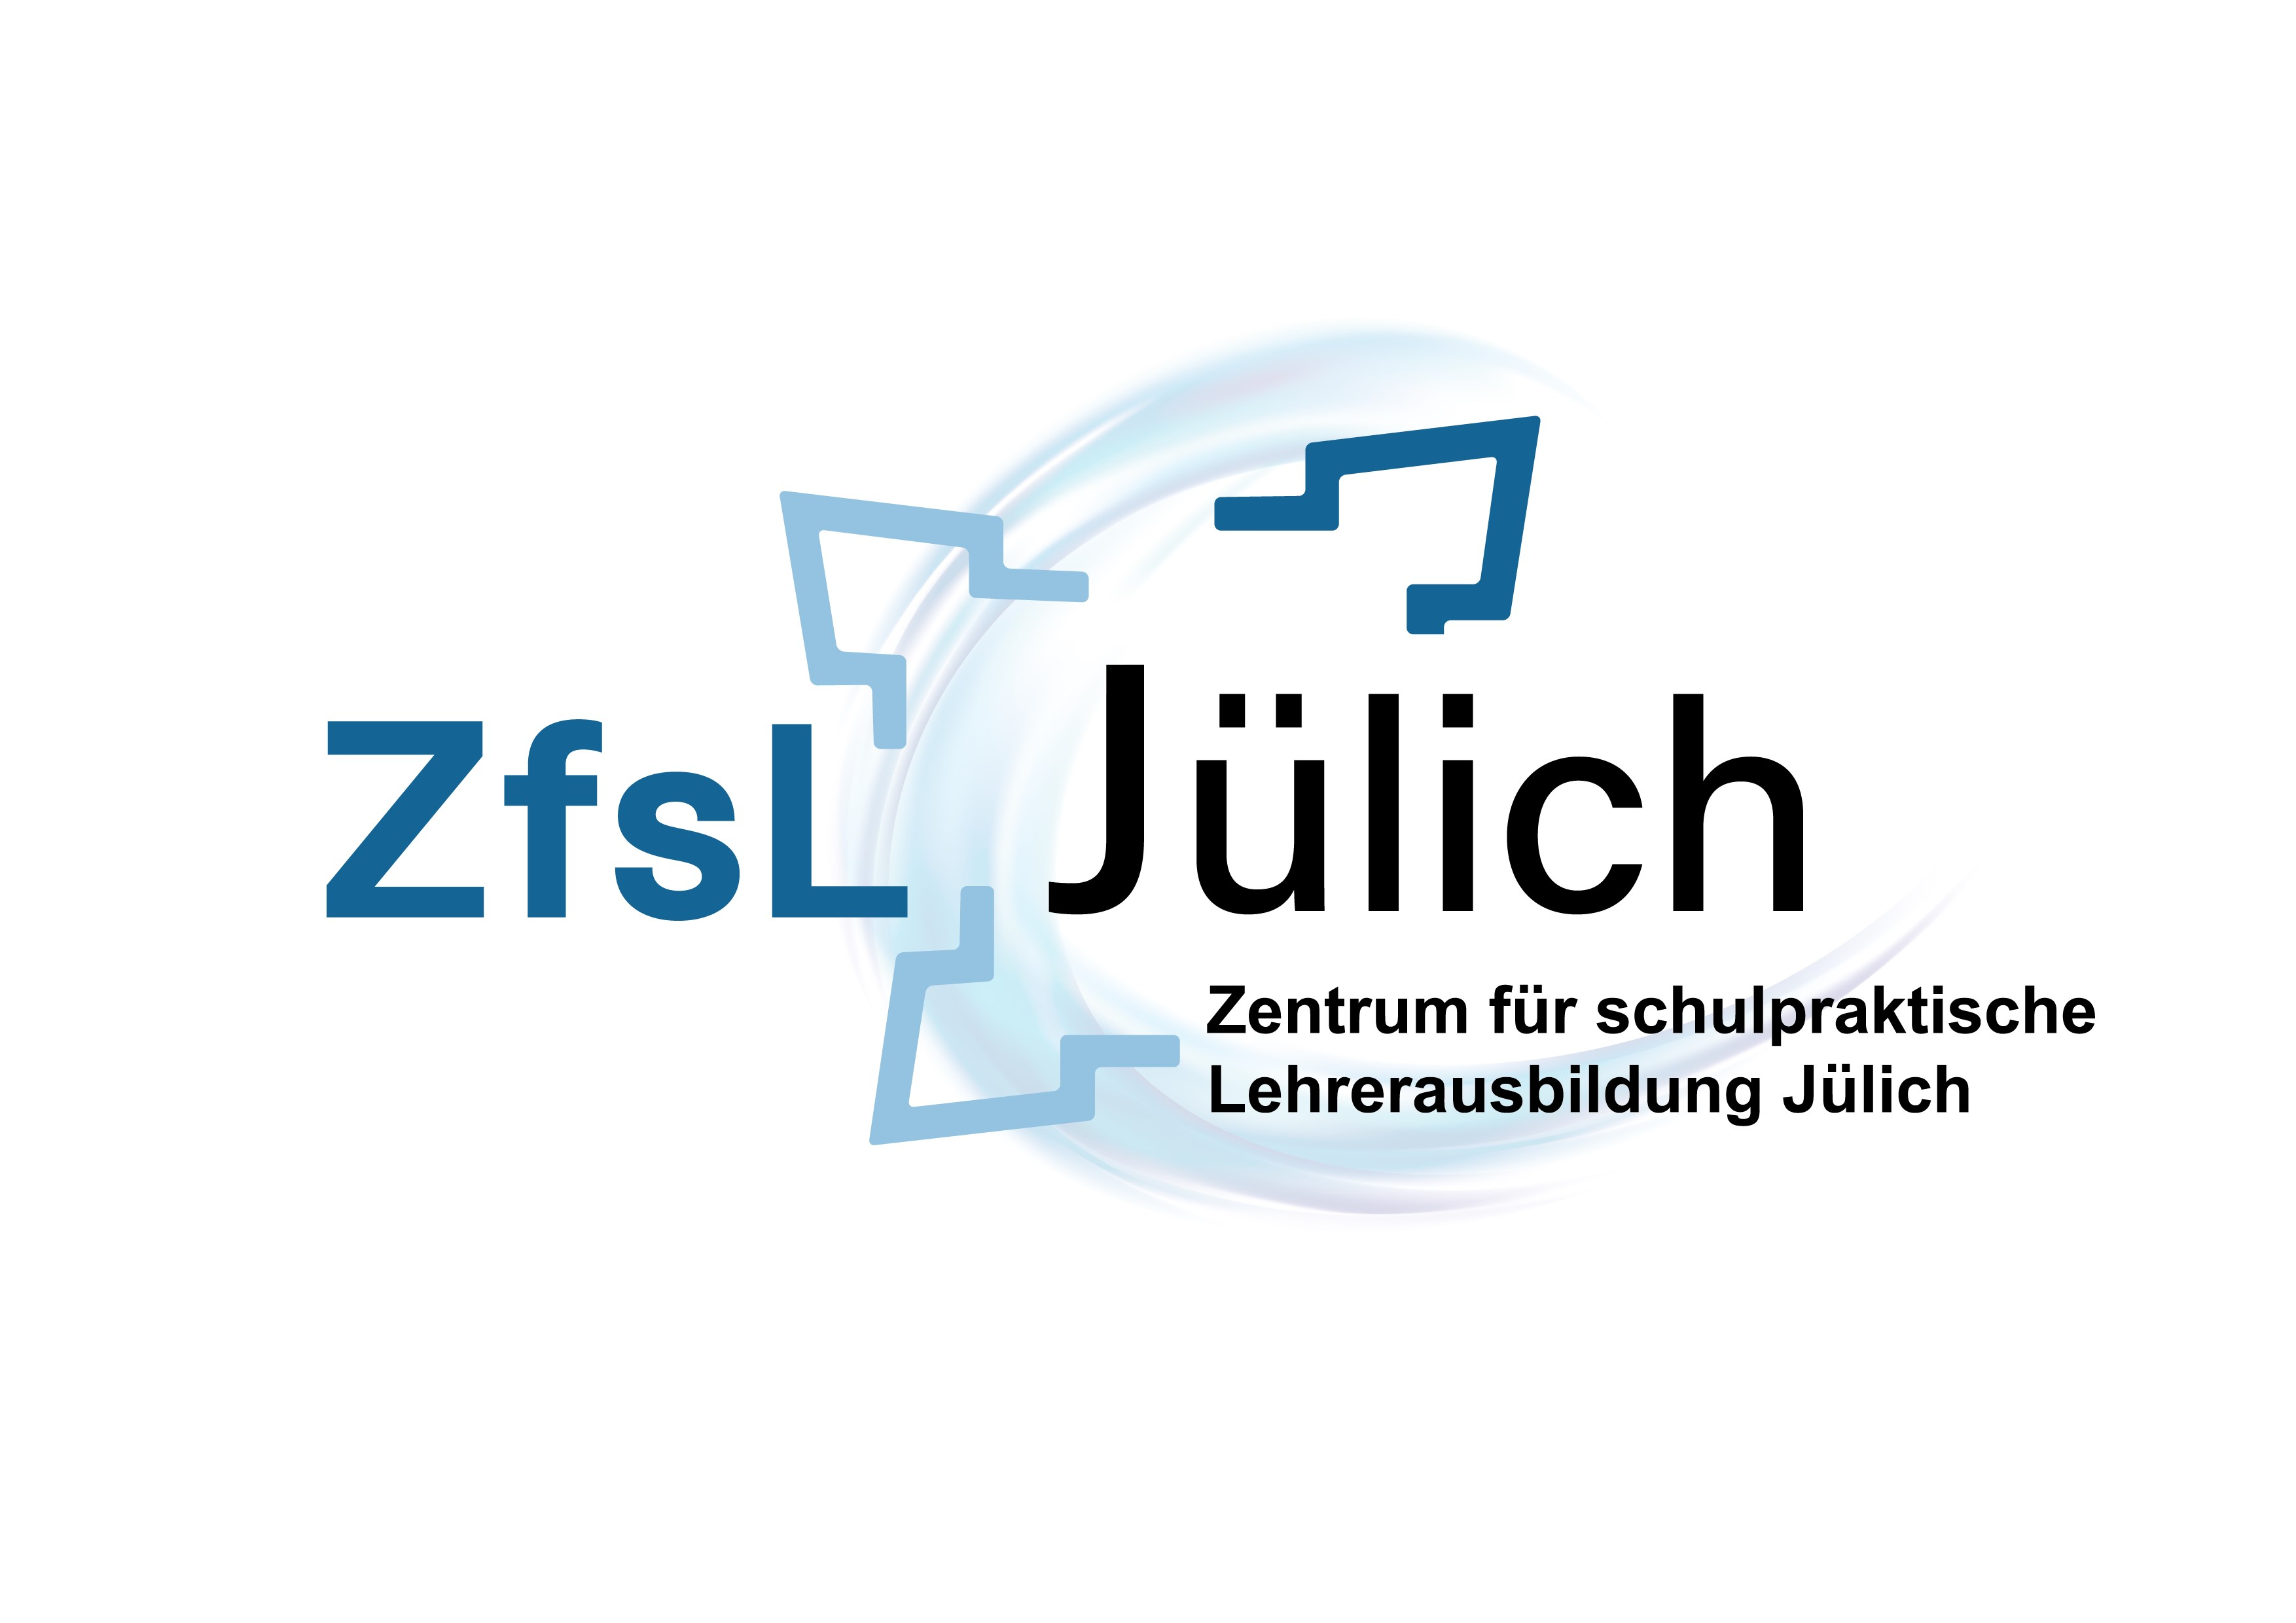 ZfsL Jülich
Zentrum für schulpraktische
Lehrerausbildung Jülich